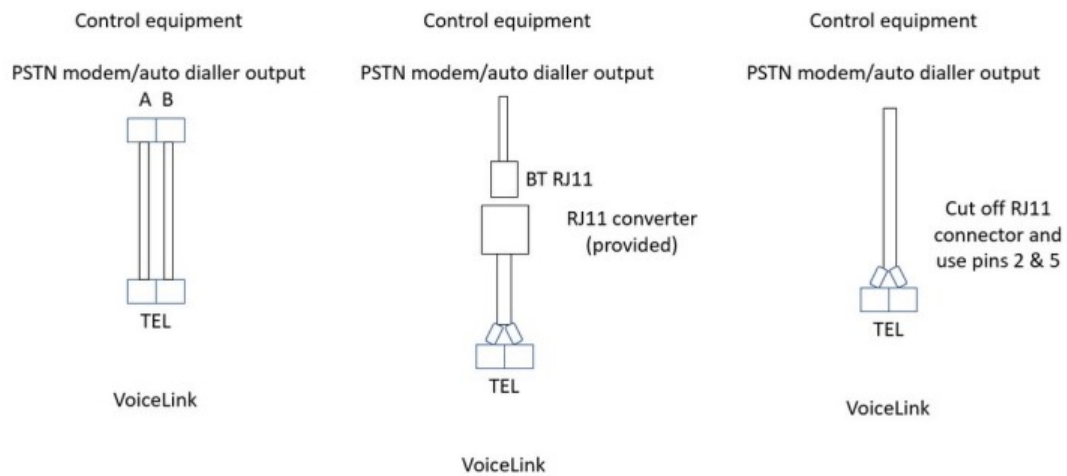 Control equipment
PSTN modem/auto dialler output
A B
TEL
VoiceLink
Control equipment
PSTN modem/auto dialler output
BT RJ11
RJ11 converter
(provided)
TEL
VoiceLink
Control equipment
PSTN modem/auto dialler output
Cut off RJ11
connector and
use pins 2 & 5
TEL
VoiceLink